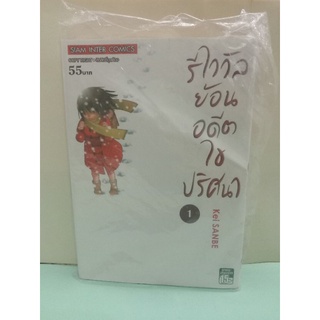 SIAM INTER COMICS
55บาท
รีไววัล
ย้อน
อดีต
ไข
ปริศนา
1
Kei SANBE